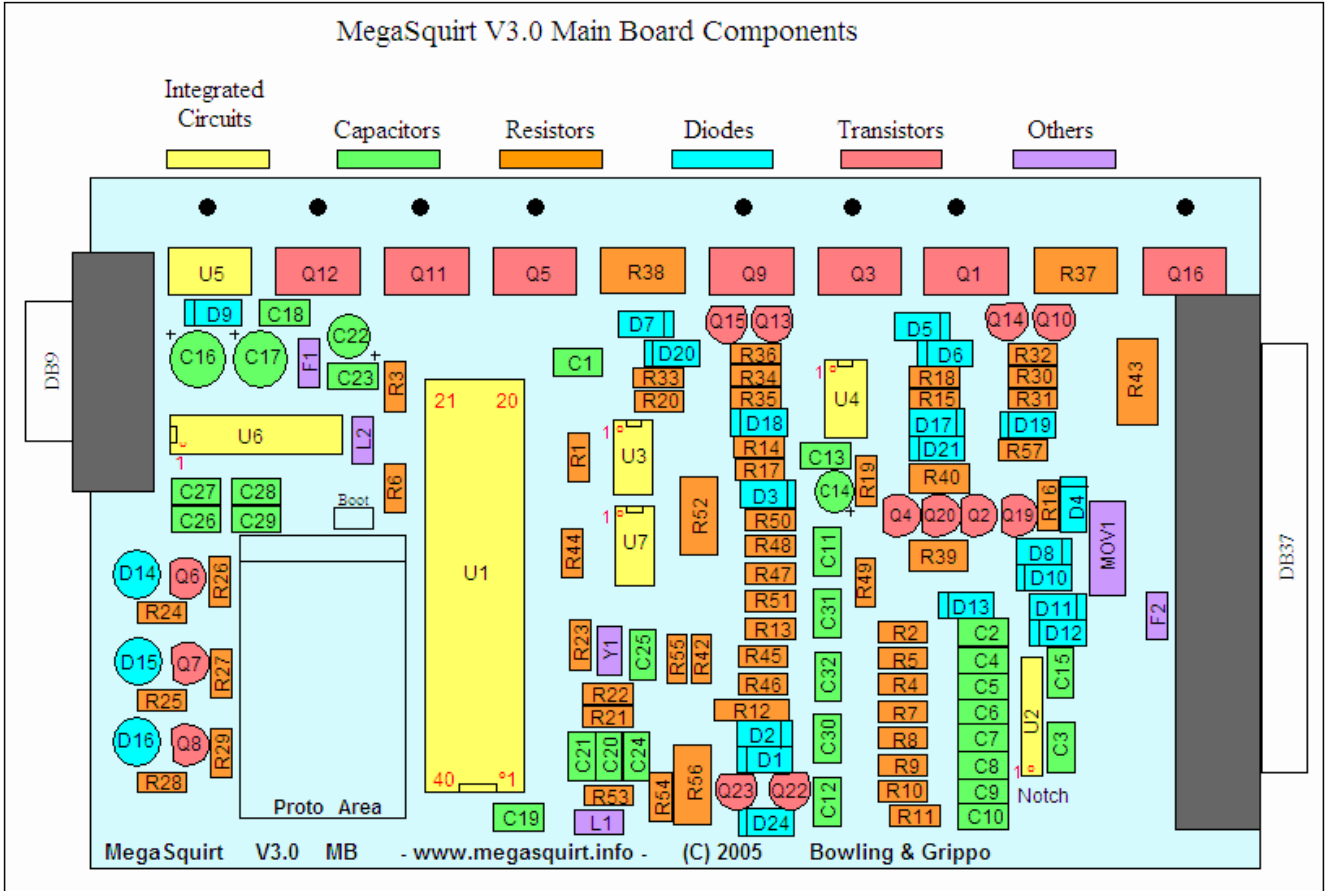 MegaSquirt V3.0 Main Board Components
Integrated
Circuits
Capacitors
Resistors
Diodes
Transistors
Others
U5
Q12
Q11
Q5
R38
Q9
Q3
Q1
R37
Q16
D9
C18
D7
Q15
Q13
D5
Q14
Q10
+
+
C22
C16
C17
F1
+
C23
R3
C1
D20
R36
D6
R32
R33
R34
R18
R30
R43
R20
R35
R15
R31
1
U4
21
20
DB9
U6
1
L2
D18
D17
D19
1
U3
R1
R14
D21
R57
R17
C13
R19
R40
R6
C27
C28
C26
C29
Boot
R52
D3
C14
+
R16
D4
R50
Q4
Q20
Q2
Q19
MOV1
1
U7
R44
R48
C11
R39
D8
D10
DB37
U1
D14
Q6
R26
R24
R47
R49
R51
C31
D13
D11
D12
F2
R23
Y1
C25
R55
R42
R13
R2
C2
D15
Q7
R27
R25
R45
C32
R5
C4
C15
R22
R46
R4
C5
U2
R21
R12
R7
C6
D16
Q8
R29
R28
C21
C20
C24
D2
D1
C30
R8
C7
C3
R9
C8
1
40
1
R53
R54
R56
Q23
Q22
C12
R10
C9
Notch
Proto Area
C19
L1
D24
R11
C10
MegaSquirt V3.0 MB - www.megasquirt.info - (C) 2005 Bowling & Grippo